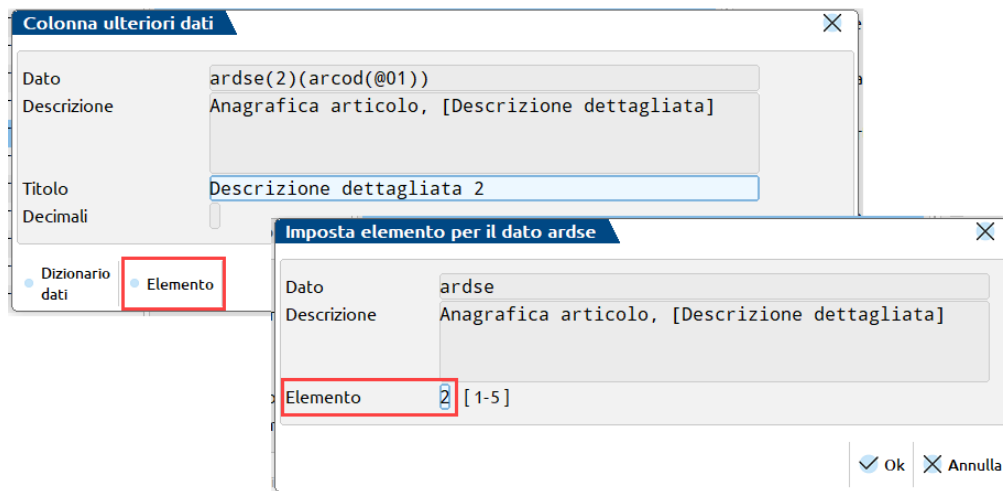 Colonna ulteriori dati
Dato ardse(2)(arcod(@01))
Descrizione Anagrafica articolo, [Descrizione dettagliata]
Titolo Descrizione dettagliata 2
Decimali
Dizionario dati
Elemento
Imposta elemento per il dato ardse
Dato ardse
Descrizione Anagrafica articolo, [Descrizione dettagliata]
Elemento 2 [1-5]
Ok Annulla